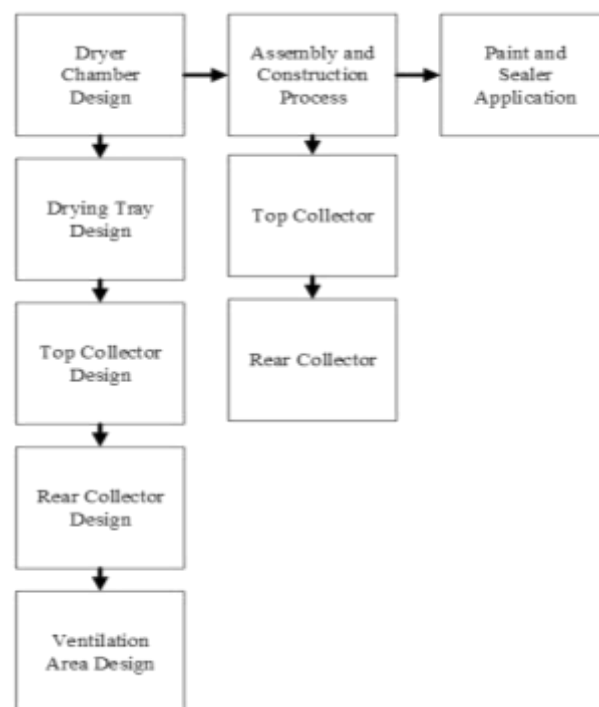 Dryer
Chamber
Design
Assembly and
Construction
Process
Paint and
Sealer
Application
Drying Tray
Design
Top Collector
Top Collector
Design
Rear Collector
Rear Collector
Design
Ventilation
Area Design